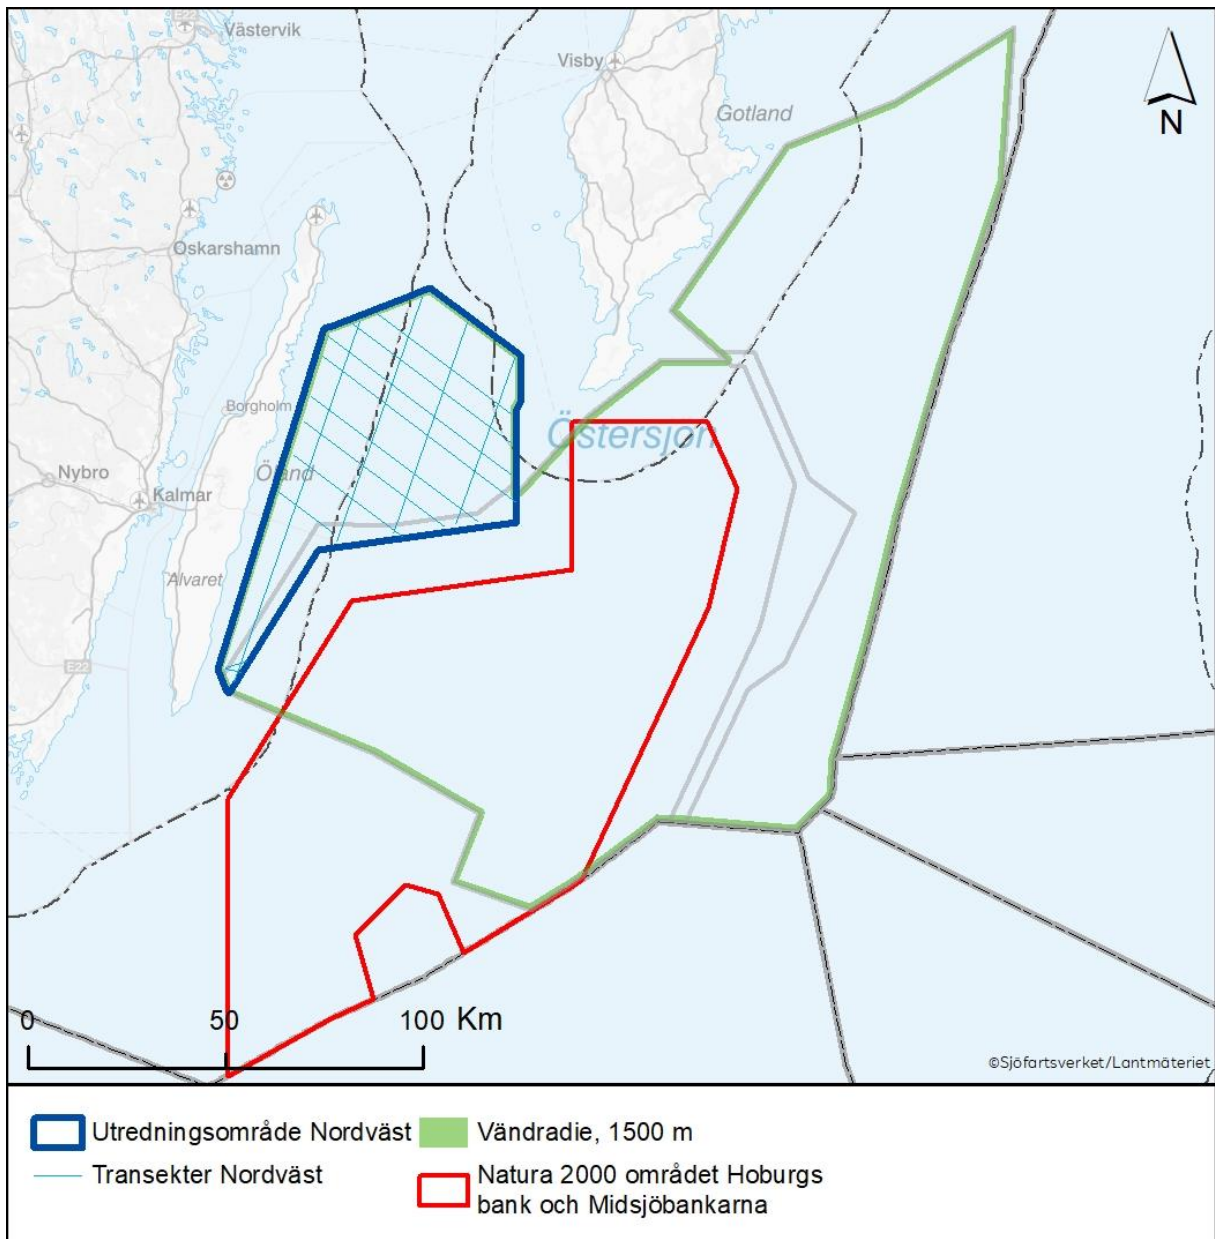 E22
Västervik
Visby
Gotland
N
Oskarshamn
Borgholm
Östersjön
Nybro
Öland
Kalmar
Alvaret
E22
0 50 100 Km
©Sjöfartsverket/Lantmäteriet
Utredningsområde Nordväst
Vändradie, 1500 m
Transekter Nordväst
Natura 2000 området Hoburgs
bank och Midsjöbankarna